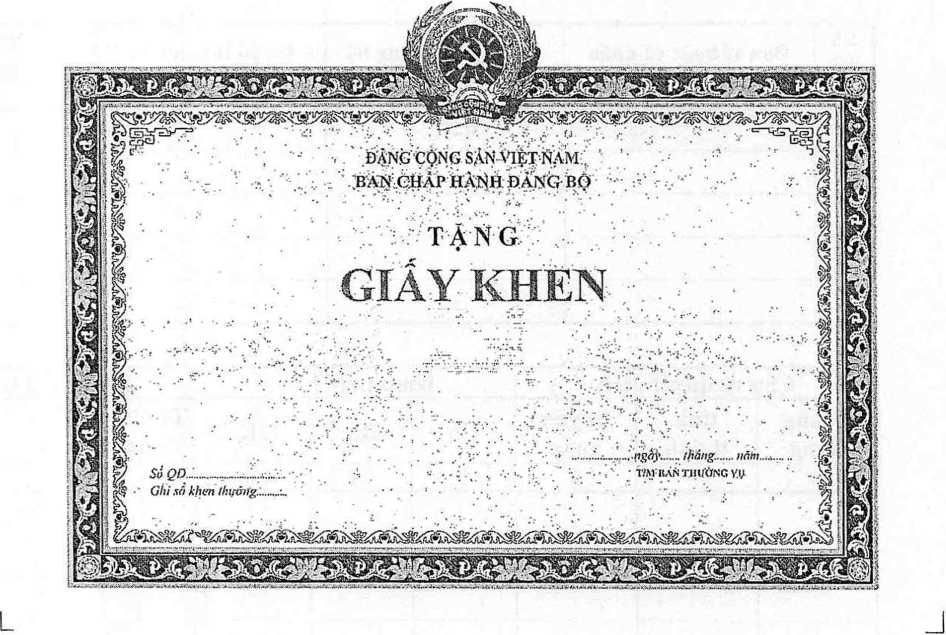 ĐẢNG CỘNG SẢN VIỆT NAM
BAN CHẤP HÀNH ĐẢNG BỘ
TẶNG
GIẤY KHEN
.................., ngày...... tháng...... năm..........
T/M BAN THƯỜNG VỤ
Số QĐ..............................
Ghi sổ khen thưởng..........